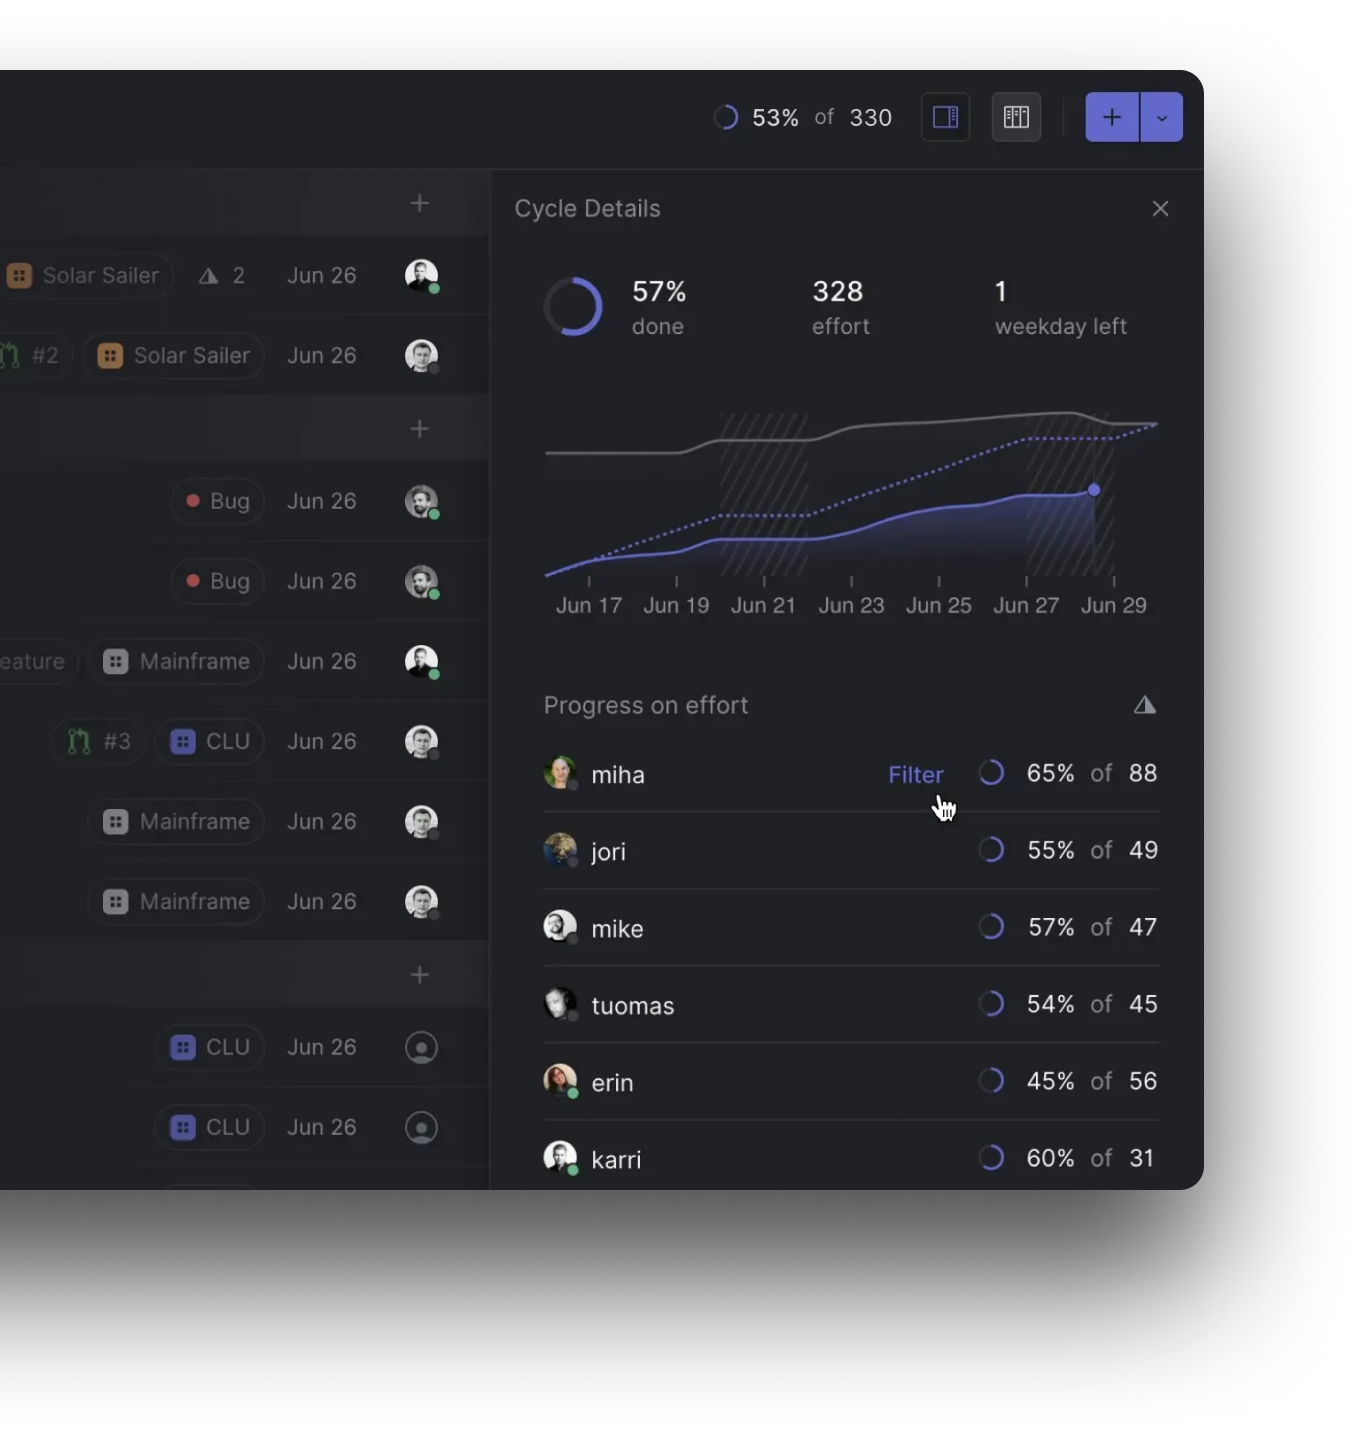 53% of 330
Cycle Details
Solar Sailer 2 Jun 26
#2 Solar Sailer Jun 26
Bug Jun 26
Bug Jun 26
eature Mainframe Jun 26
#3 CLU Jun 26
Mainframe Jun 26
Mainframe Jun 26
CLU Jun 26
CLU Jun 26
57% 328 1
done effort weekday left
Jun 17 Jun 19 Jun 21 Jun 23 Jun 25 Jun 27 Jun 29
Progress on effort
miha Filter 65% of 88
jori 55% of 49
mike 57% of 47
tuomas 54% of 45
erin 45% of 56
karri 60% of 31